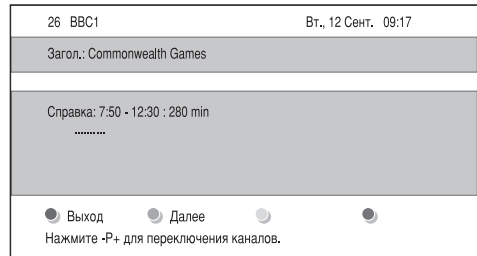 26 BBC1 Вт., 12 Сент. 09:17
Загол.: Commonwealth Games
Справка: 7:50 - 12:30 : 280 min
..........
Выход Далее
Нажмите -P+ для переключения каналов.